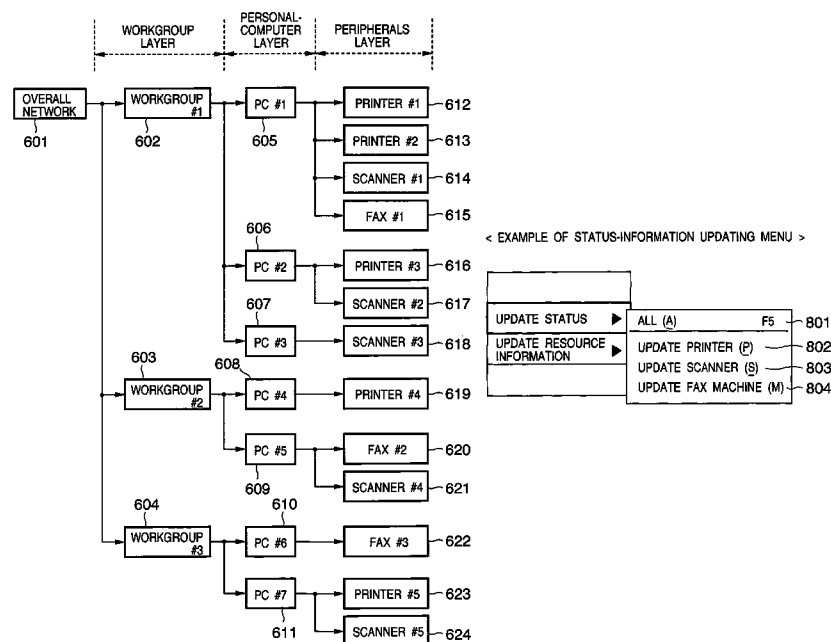 WORKGROUP
LAYER
PERSONAL-
COMPUTER
LAYER
PERIPHERALS
LAYER
OVERALL
NETWORK
601
WORKGROUP
#1
602
PC #1
605
PRINTER #1
612
PRINTER #2
613
SCANNER #1
614
FAX #1
615
606
PC #2
PRINTER #3
616
SCANNER #2
617
607
PC #3
SCANNER #3
618
603
WORKGROUP
#2
608
PC #4
PRINTER #4
619
PC #5
609
FAX #2
620
SCANNER #4
621
604
WORKGROUP
#3
610
PC #6
FAX #3
622
PC #7
611
PRINTER #5
623
SCANNER #5
624
< EXAMPLE OF STATUS-INFORMATION UPDATING MENU >
UPDATE STATUS
UPDATE RESOURCE
INFORMATION
ALL (A) F5
801
UPDATE PRINTER (P)
802
UPDATE SCANNER (S)
803
UPDATE FAX MACHINE (M)
804